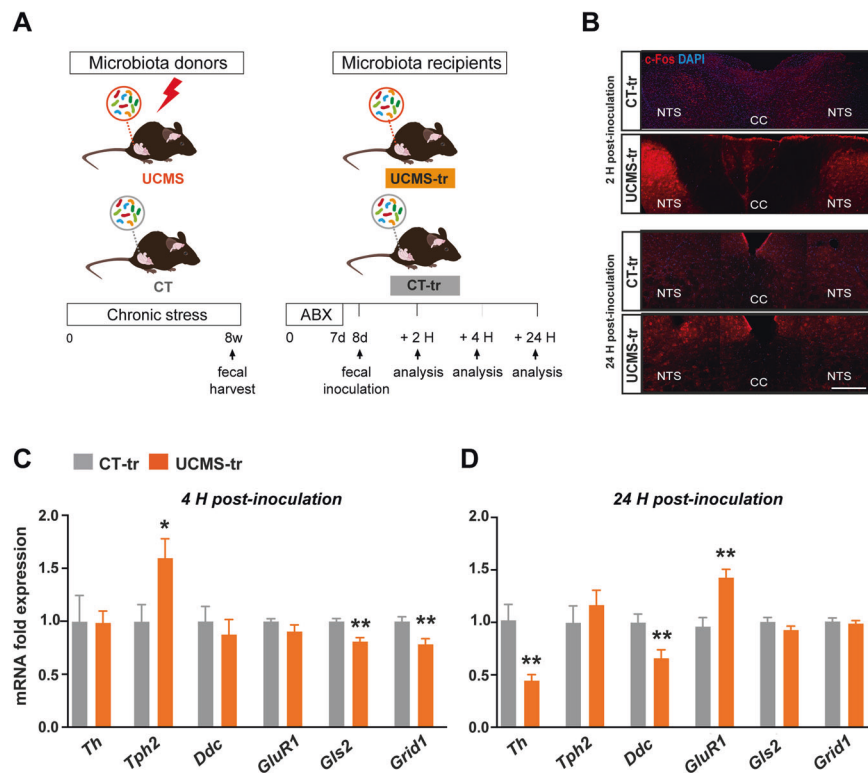 A
Microbiota donors
Microbiota recipients
UCMS
UCMS-tr
CT
CT-tr
Chronic stress
ABX
0
8w
0
7d
8d
+ 2 H
+ 4 H
+ 24 H
fecal
harvest
fecal
inoculation
analysis
analysis
analysis
B
2 H post-inoculation
CT-tr
c-Fos DAPI
NTS
CC
NTS
UCMS-tr
NTS
CC
NTS
24 H post-inoculation
CT-tr
NTS
CC
NTS
UCMS-tr
NTS
CC
NTS
C
CT-tr
UCMS-tr
4 H post-inoculation
mRNA fold expression
2.0
1.5
1.0
0.5
0.0
*
**
**
Th
Tph2
Ddc
GluR1
Gls2
Grid1
D
24 H post-inoculation
2.0
1.5
1.0
0.5
0.0
**
**
**
Th
Tph2
Ddc
GluR1
Gls2
Grid1